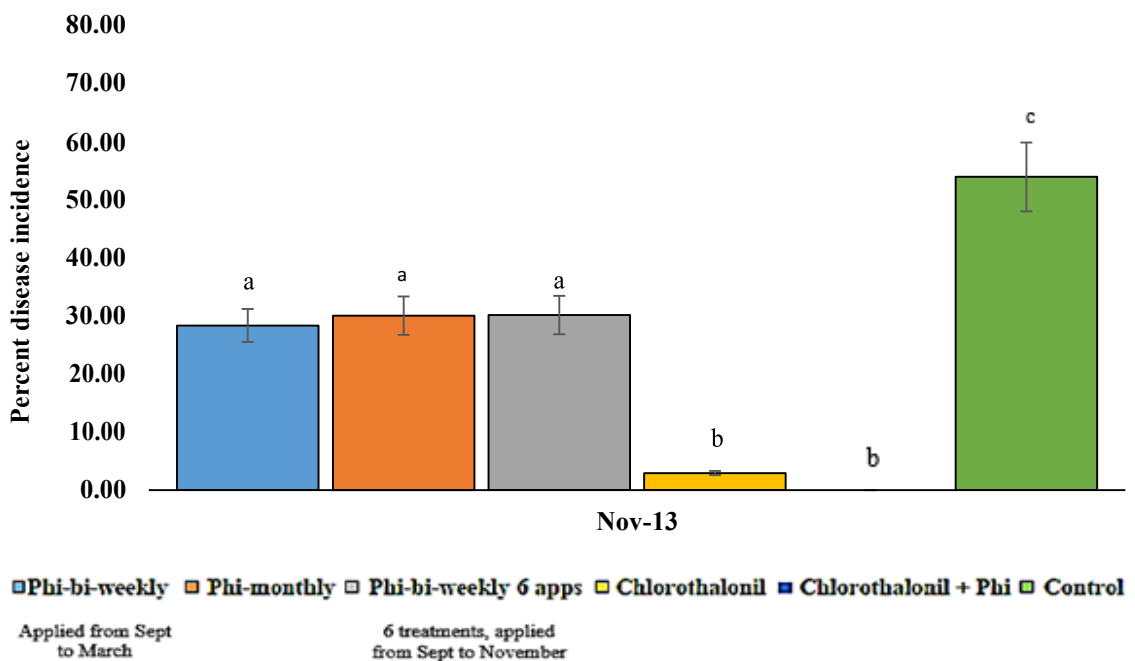 80.00
70.00
60.00
50.00
40.00
30.00
20.00
10.00
0.00
Percent disease incidence
a
a
a
b
b
c
Nov-13
Phi-bi-weekly Phi-monthly Phi-bi-weekly 6 apps Chlorothalonil Chlorothalonil + Phi Control
Applied from Sept
to March
6 treatments, applied
from Sept to November